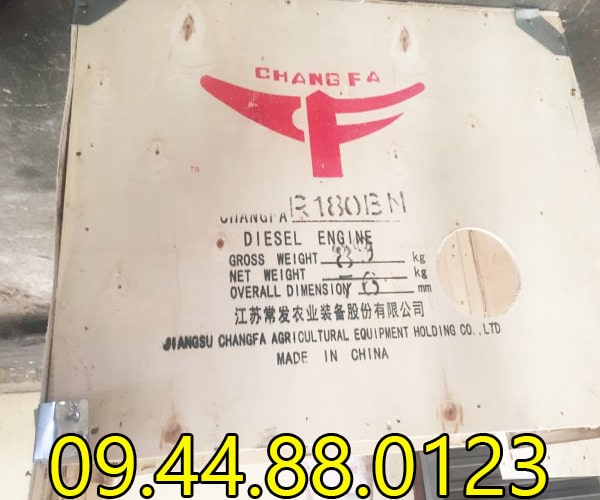 CHANGFA
TS
CHANGFA R180BN
DIESEL ENGINE
GROSS WEIGHT kg
NET WEIGHT kg
OVERALL DIMENSION mm
江苏常发农业装备股份有限公司
JIANGSU CHANGFA AGRICULTURAL EQUIPMENT HOLDING CO.,LTD
MADE IN CHINA
09.44.88.0123